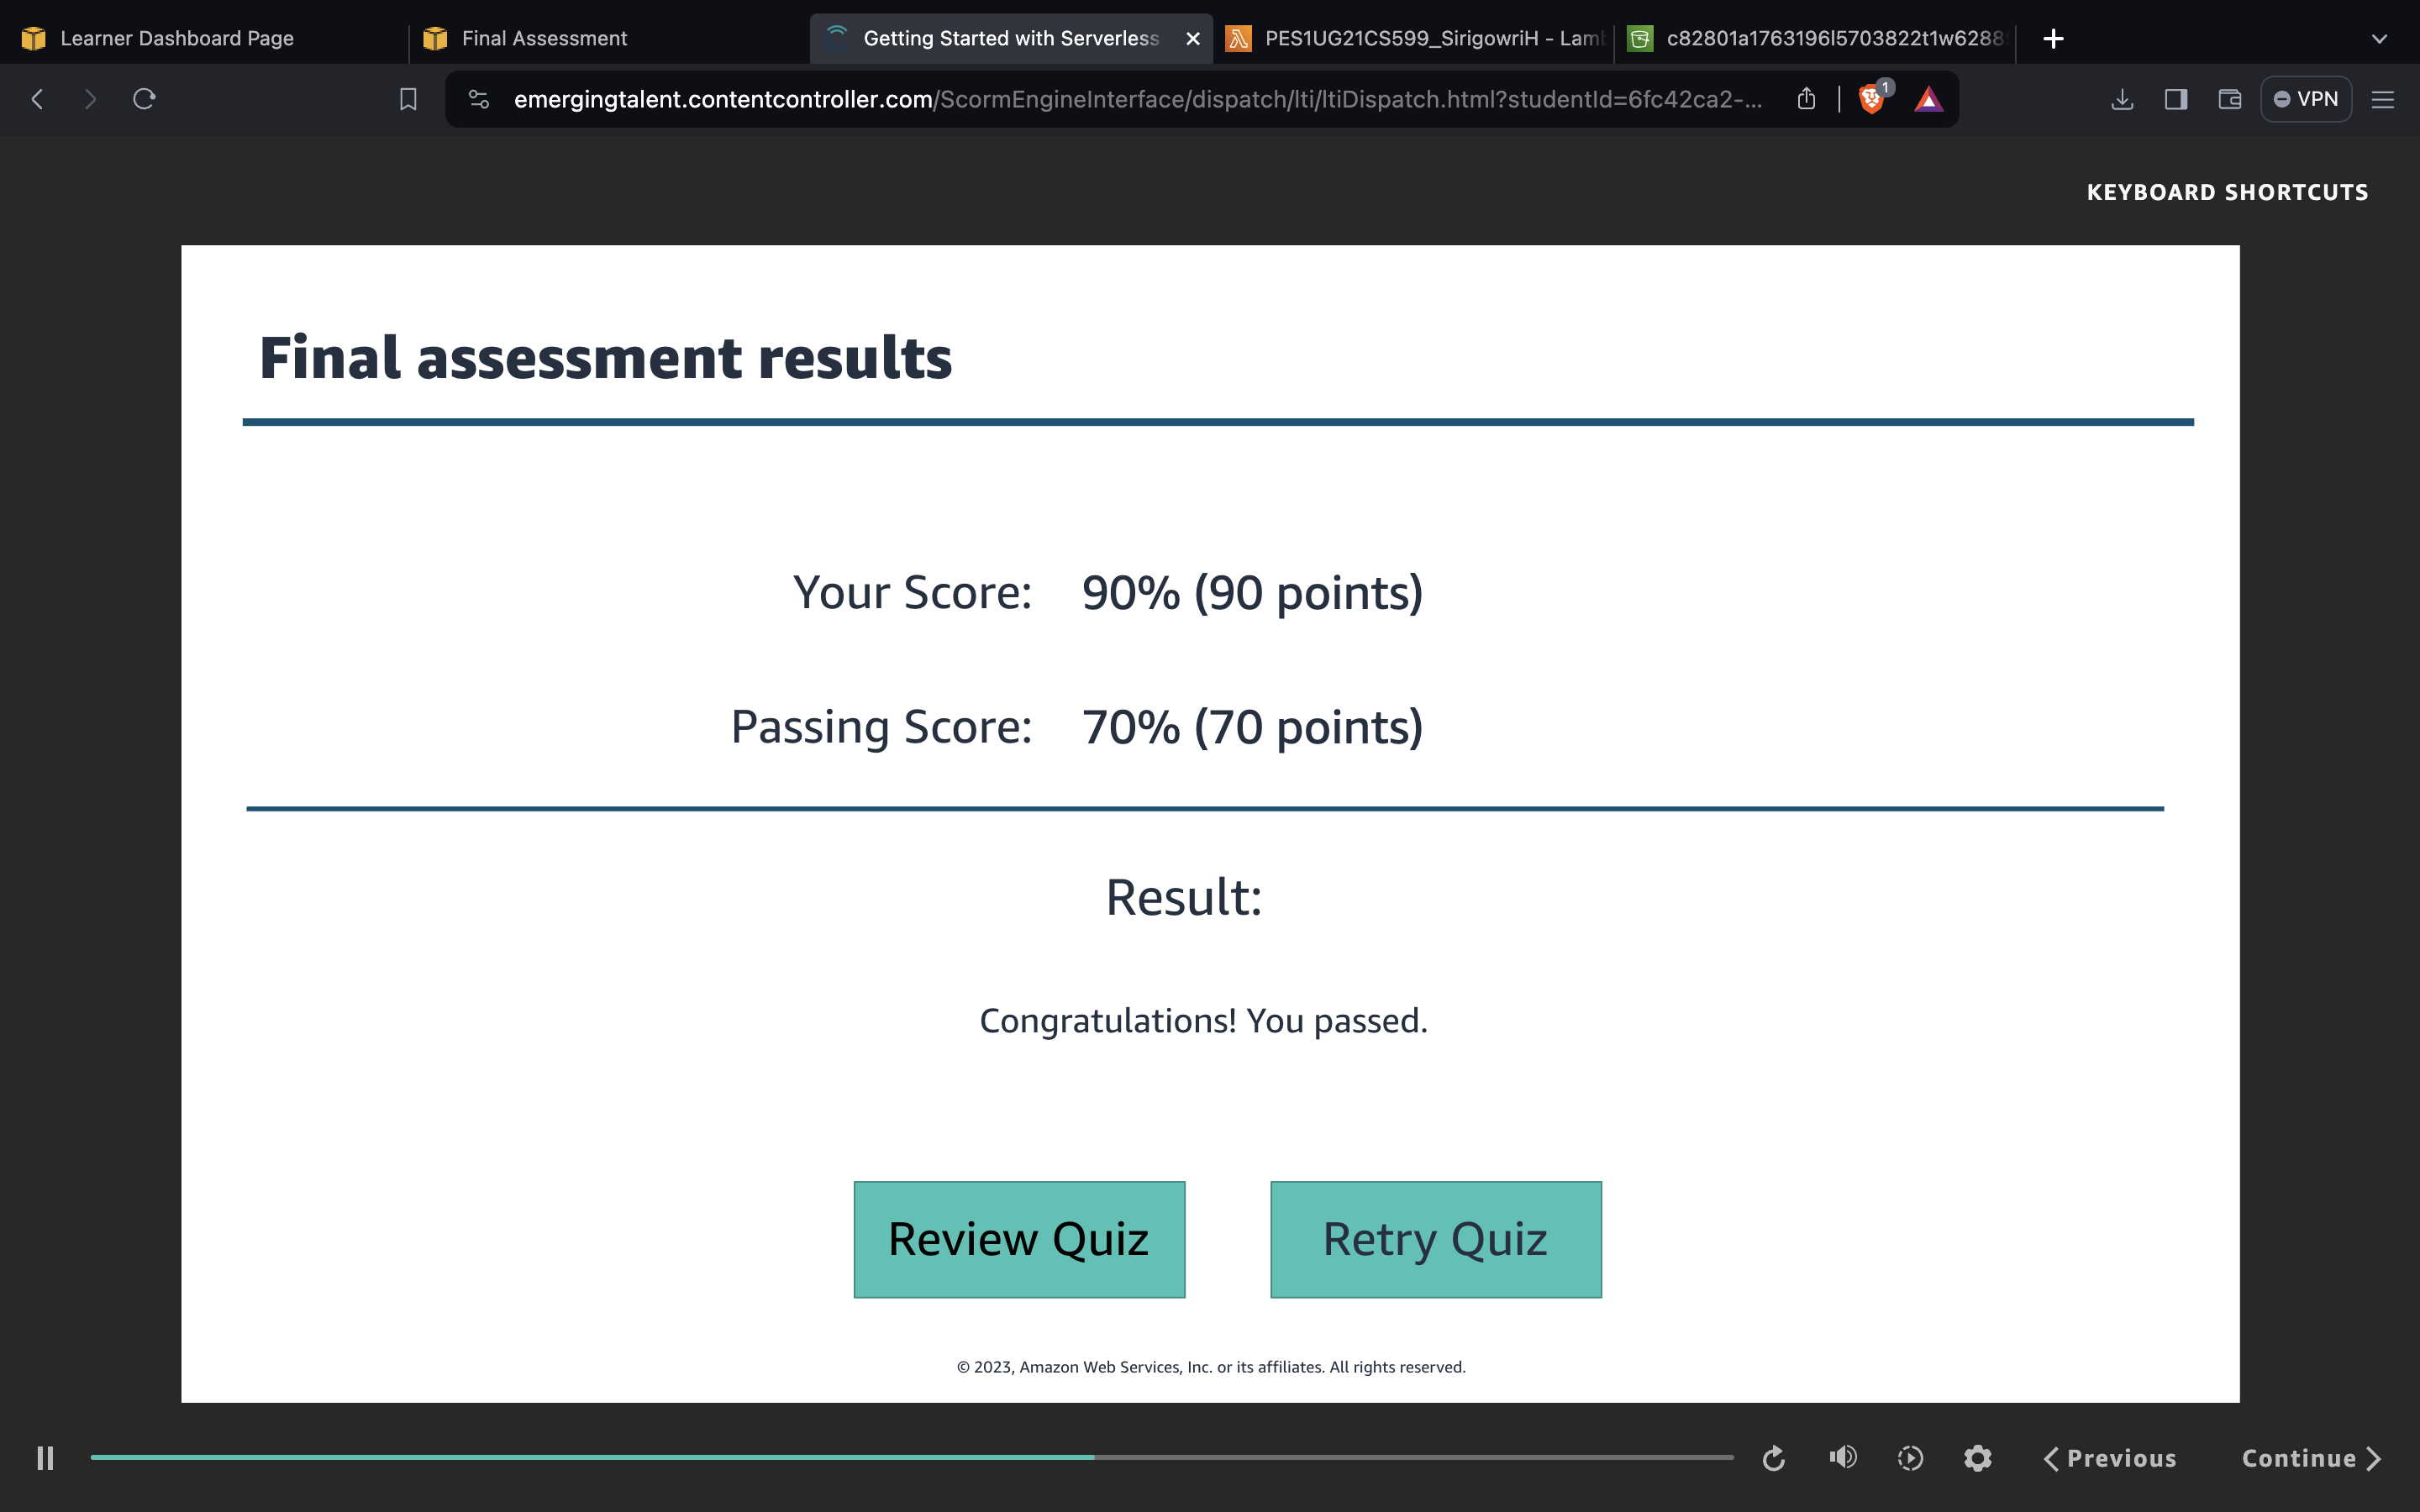 Learner Dashboard Page
Final Assessment
Getting Started with Serverless
PES1UG21CS599_SirigowriH - Lam
c82801a1763196l5703822t1w6288
emergingtalent.contentcontroller.com/ScormEngineInterface/dispatch/lti/ltiDispatch.html?studentId=6fc42ca2-...
1
VPN
KEYBOARD SHORTCUTS
Final assessment results
Your Score: 90% (90 points)
Passing Score: 70% (70 points)
Result:
Congratulations! You passed.
Review Quiz
Retry Quiz
© 2023, Amazon Web Services, Inc. or its affiliates. All rights reserved.
Previous
Continue